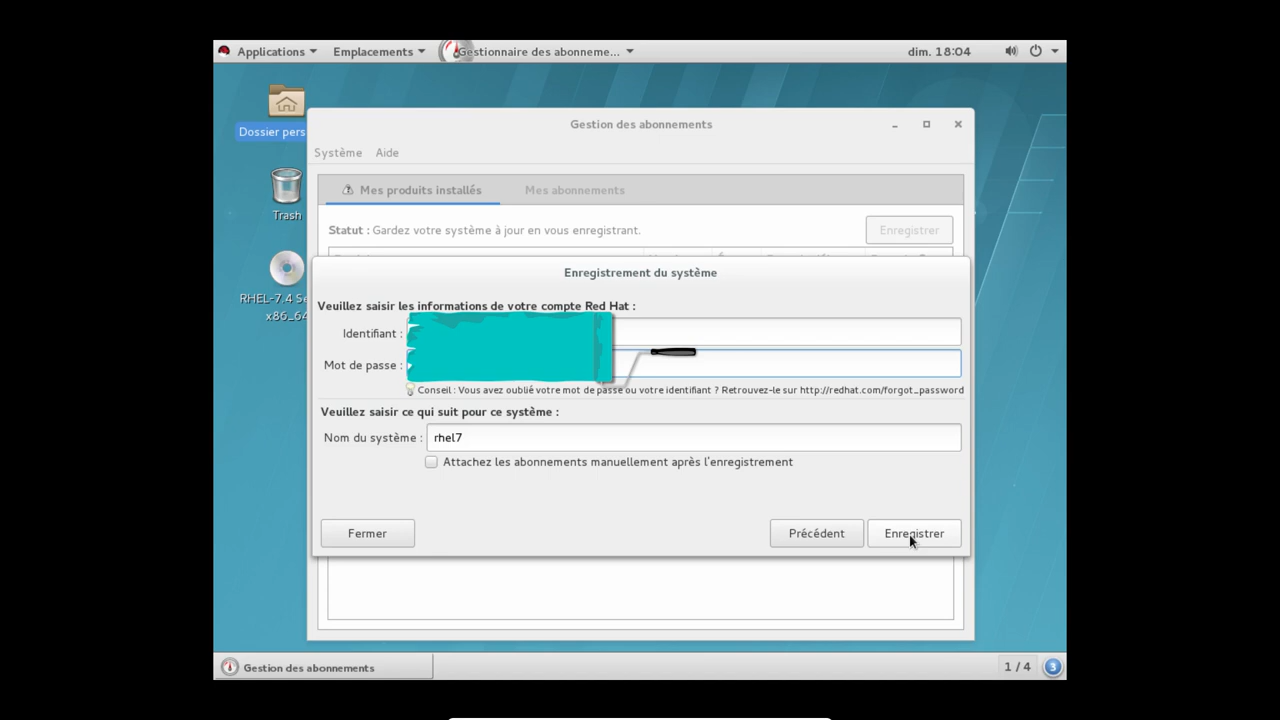 Applications Emplacements Gestionnaire des abonneme... dim. 18:04
Dossier pers
Trash
RHEL-7.4 Se
x86_64
Gestion des abonnements
Système Aide
Mes produits installés Mes abonnements
Statut : Gardez votre système à jour en vous enregistrant. Enregistrer
Enregistrement du système
Veuillez saisir les informations de votre compte Red Hat :
Identifiant :
Mot de passe :
Conseil : Vous avez oublié votre mot de passe ou votre identifiant ? Retrouvez-le sur http://redhat.com/forgot_password
Veuillez saisir ce qui suit pour ce système :
Nom du système : rhel7
Attachez les abonnements manuellement après l'enregistrement
Fermer Précédent Enregistrer
Gestion des abonnements 1 / 4 3